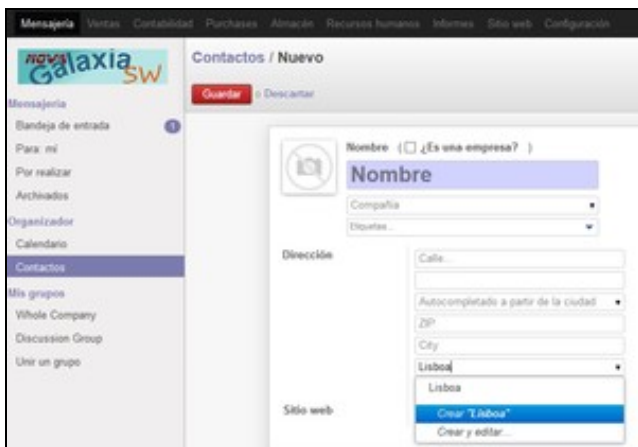 Mensajería Ventas Contabilidad Purchases Almacén Recursos humanos Informes Sitio web Configuración
NOVA
Galaxia
SW
Contactos / Nuevo
Guardar o Descartar
Mensajería
Bandeja de entrada 1
Para: mí
Por realizar
Archivados
Organizador
Calendario
Contactos
Mis grupos
Whole Company
Discussion Group
Unir un grupo
Nombre ( ¿Es una empresa? )
Nombre
Compañía
Etiquetas...
Dirección
Calle...
Autocompletado a partir de la ciudad
ZIP
City
Lisboa
Lisboa
Crear "Lisboa"
Crear y editar...
Sitio web